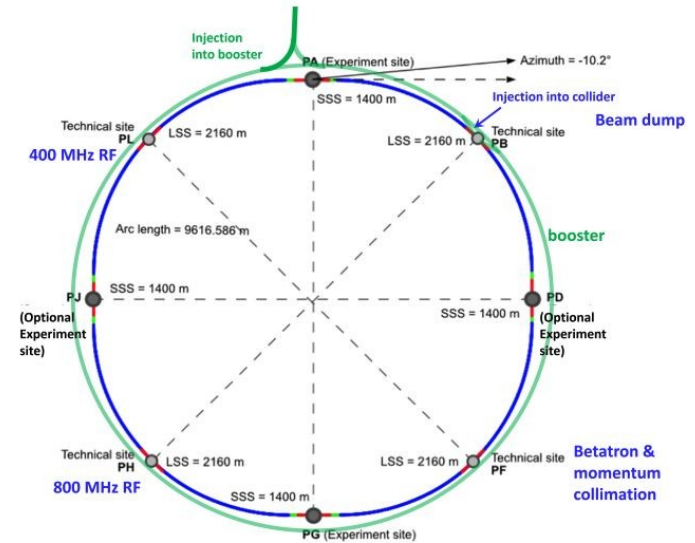 Injection
into booster
PA (Experiment site)
Azimuth = -10.2°
SSS = 1400 m
Injection into collider
Beam dump
Technical site
PL
LSS = 2160 m
400 MHz RF
LSS = 2160 m
Technical site
PB
Arc length = 9616.586 m
booster
PJ
SSS = 1400 m
(Optional
Experiment
site)
SSS = 1400 m
PD
(Optional
Experiment
site)
Technical site
PH
LSS = 2160 m
800 MHz RF
LSS = 2160 m
Technical site
PF
Betatron &
momentum
collimation
SSS = 1400 m
PG (Experiment site)